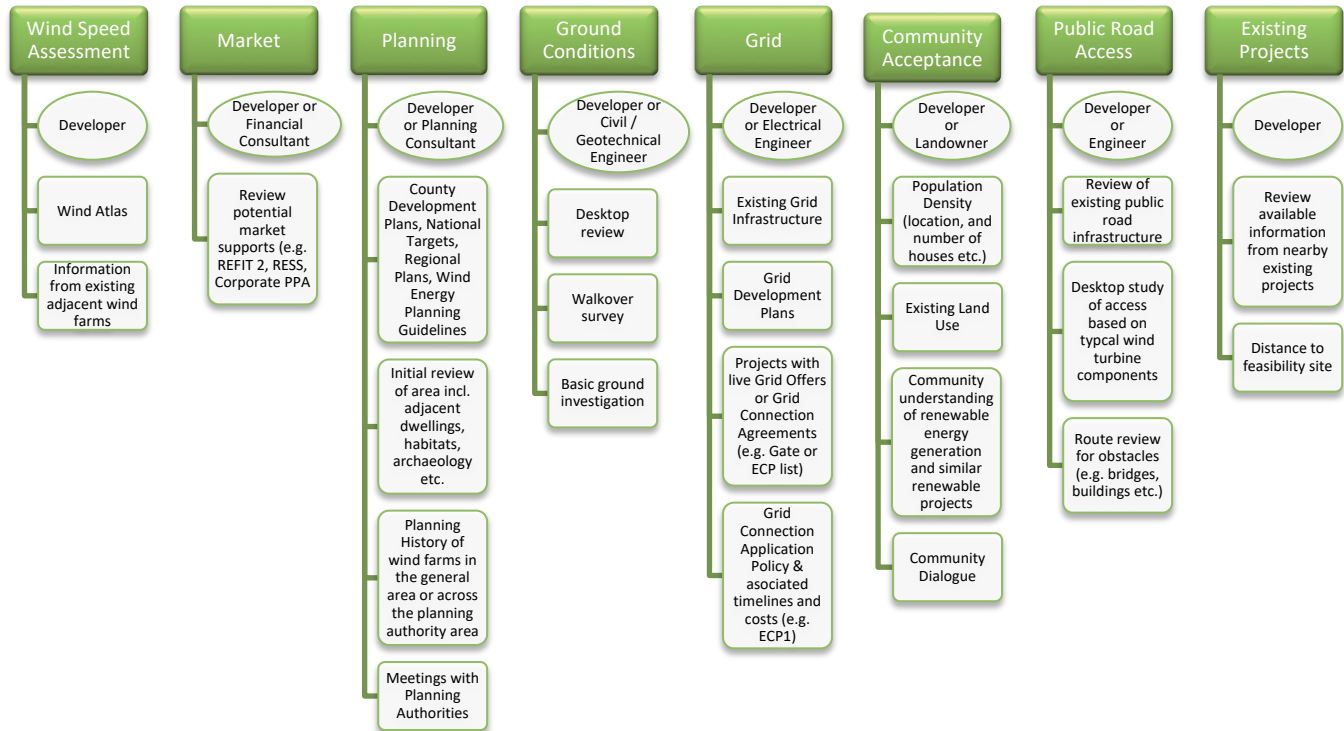 Wind Speed
Assessment
Developer
Wind Atlas
Information from
existing adjacent
wind farms
Market
Developer or
Financial
Consultant
Review
potential
market
supports (e.g.
REFIT 2, RESS,
Corporate PPA
Planning
Developer
or Planning
Consultant
County
Development
Plans, National
Targets,
Regional
Plans, Wind
Energy
Planning
Guidelines
Initial review
of area incl.
adjacent
dwellings,
habitats,
archaeology
etc.
Planning
History of
wind farms in
the general
area or across
the planning
authority area
Meetings with
Planning
Authorities
Ground
Conditions
Developer or
Civil /
Geotechnical
Engineer
Desktop
review
Walkover
survey
Basic ground
investigation
Grid
Developer
or Electrical
Engineer
Existing Grid
Infrastructure
Grid
Development
Plans
Projects with
live Grid Offers
or Grid
Connection
Agreements
(e.g. Gate or
ECP list)
Grid
Connection
Application
Policy &
asociated
timelines and
costs (e.g.
ECP1)
Community
Acceptance
Developer
or
Landowner
Population
Density
(location, and
number of
houses etc.)
Existing Land
Use
Community
understanding
of renewable
energy
generation
and similar
renewable
projects
Community
Dialogue
Public Road
Access
Developer
or
Engineer
Review of
existing public
road
infrastructure
Desktop study
of access
based on
typcal wind
turbine
components
Route review
for obstacles
(e.g. bridges,
buildings etc.)
Existing
Projects
Developer
Review
available
information
from nearby
existing
projects
Distance to
feasibility site